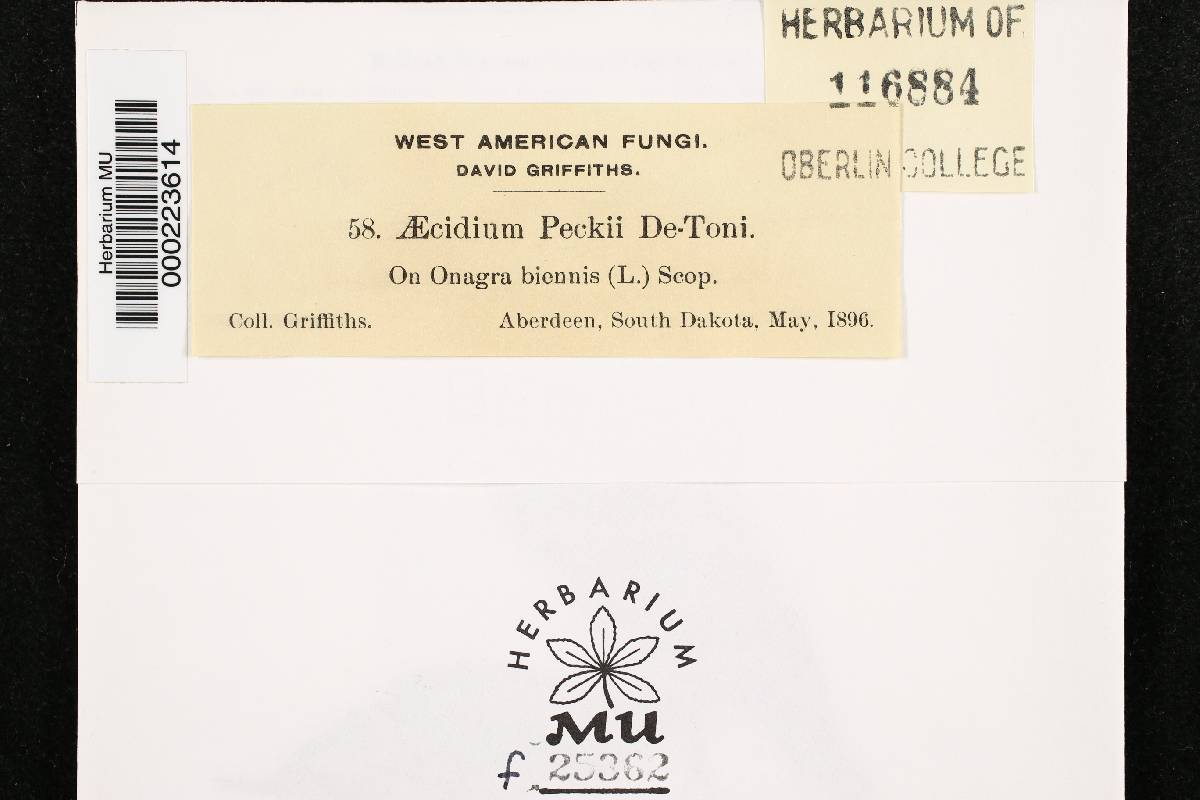 HERBARIUM OF
116884
OBERLIN COLLEGE
Herbarium MU
000223614
WEST AMERICAN FUNGI.
DAVID GRIFFITHS.
58. Æcidium Peckii De-Toni.
On Onagra biennis (L.) Scop.
Coll. Griffiths. Aberdeen, South Dakota, May, 1896.
HERBARIUM
MU
f 25362